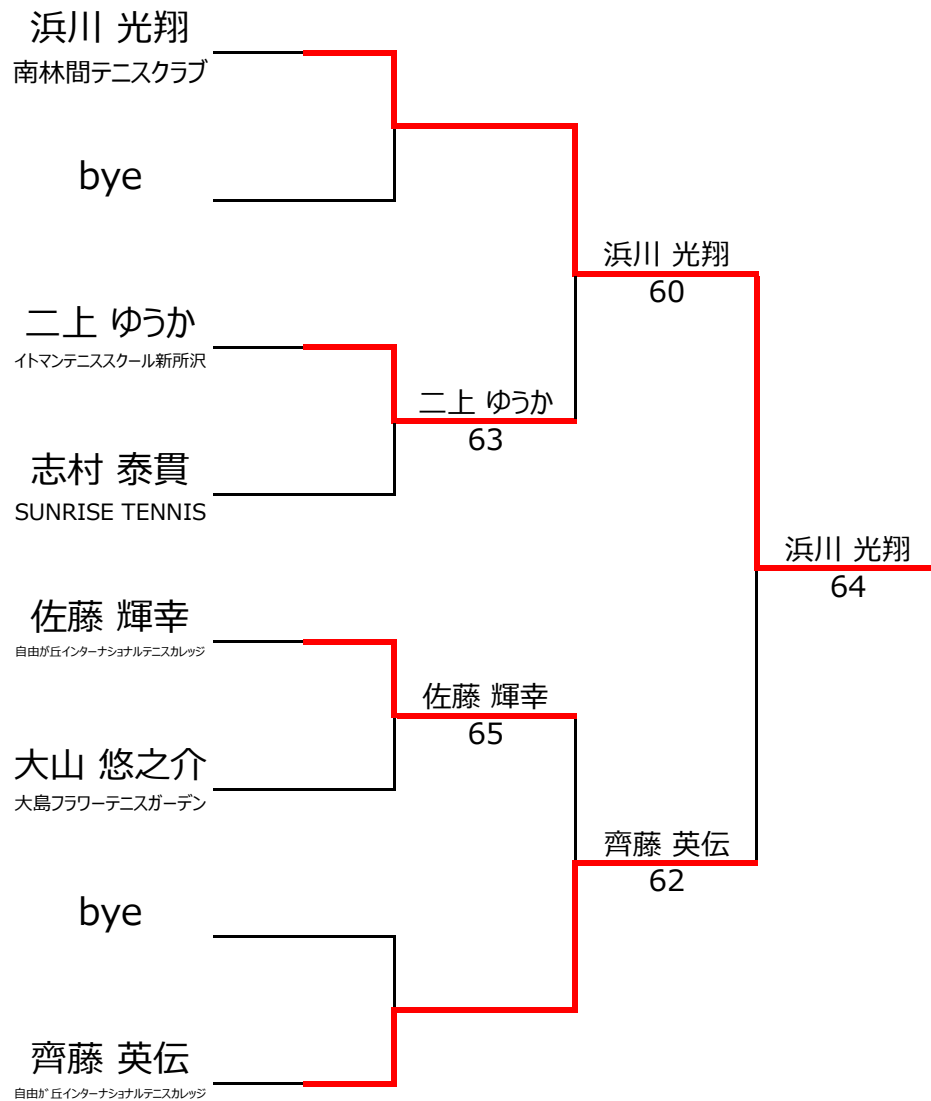 浜川 光翔
南林間テニスクラブ
bye
浜川 光翔
60
二上 ゆうか
イトマンテニススクール新所沢
二上 ゆうか
63
志村 泰貫
SUNRISE TENNIS
浜川 光翔
64
佐藤 輝幸
自由が丘インターナショナルテニスカレッジ
佐藤 輝幸
65
大山 悠之介
大島フラワーテニスガーデン
齊藤 英伝
62
bye
齊藤 英伝
自由が丘インターナショナルテニスカレッジ